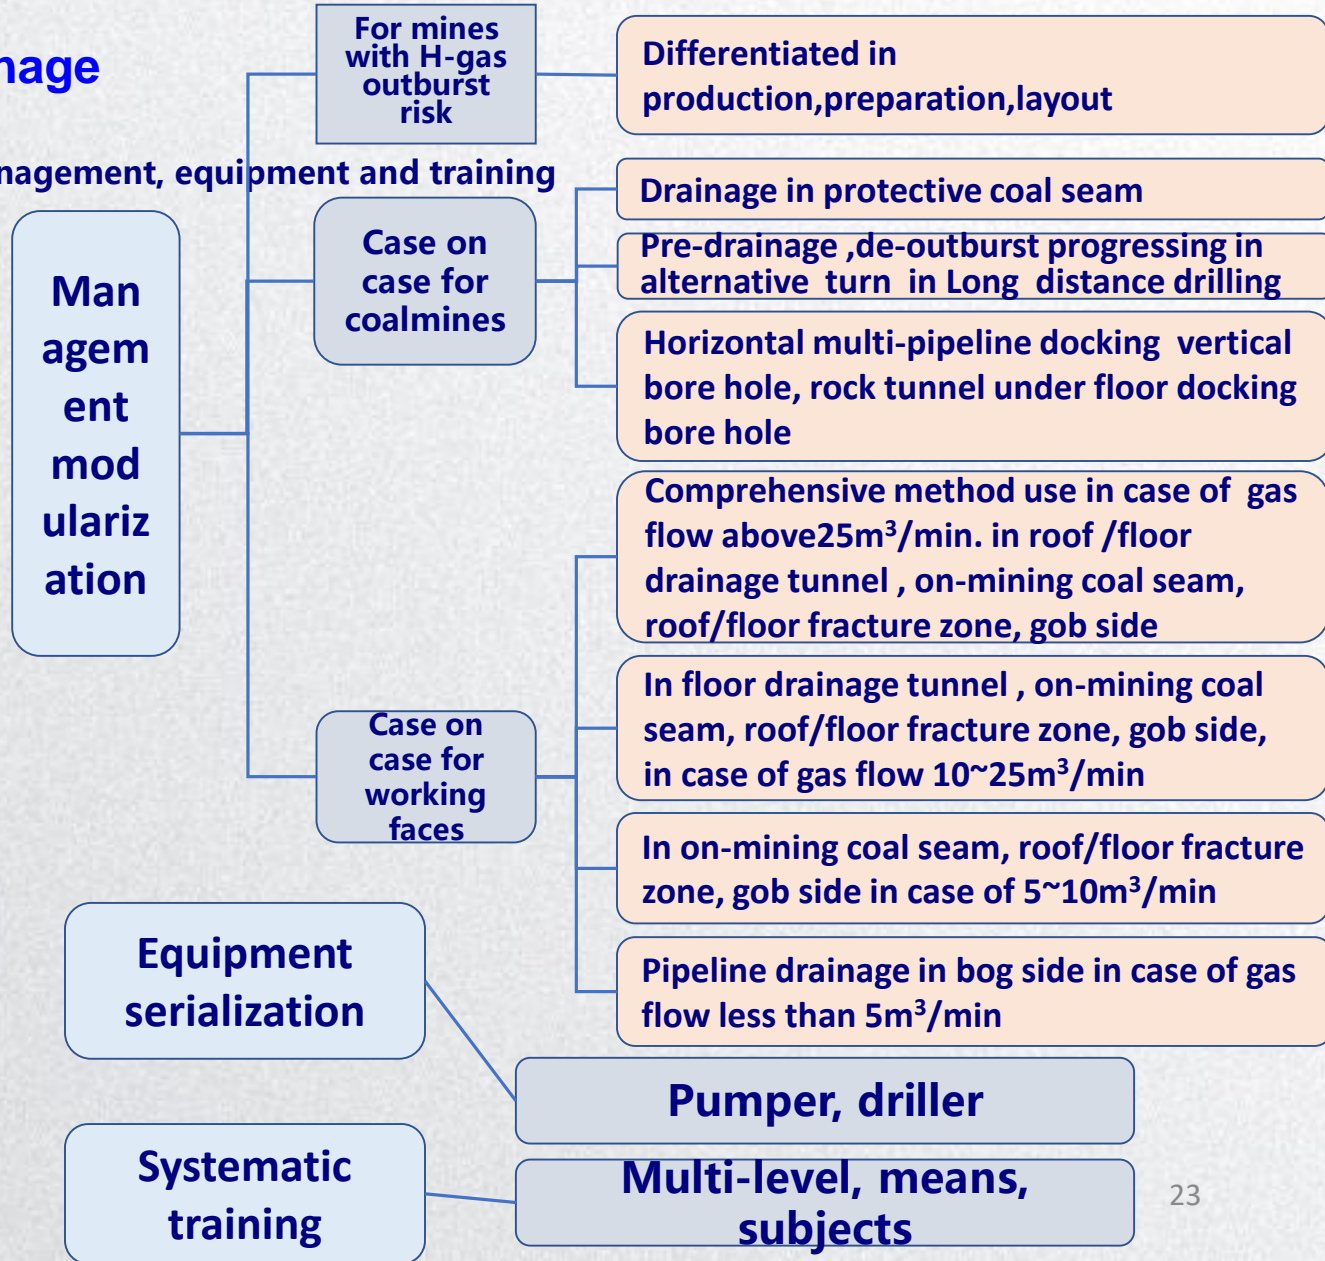 nage
nagement, equipment and training
Man
agem
ent
mod
ulariz
ation
For mines
with H-gas
outburst
risk
Differentiated in
production,preparation,layout
Case on
case for
coalmines
Drainage in protective coal seam
Pre-drainage ,de-outburst progressing in
alternative turn in Long distance drilling
Horizontal multi-pipeline docking vertical
bore hole, rock tunnel under floor docking
bore hole
Case on
case for
working
faces
Comprehensive method use in case of gas
flow above25m³/min. in roof /floor
drainage tunnel , on-mining coal seam,
roof/floor fracture zone, gob side
In floor drainage tunnel , on-mining coal
seam, roof/floor fracture zone, gob side,
in case of gas flow 10~25m³/min
In on-mining coal seam, roof/floor fracture
zone, gob side in case of 5~10m³/min
Pipeline drainage in bog side in case of gas
flow less than 5m³/min
Equipment
serialization
Pumper, driller
Systematic
training
Multi-level, means,
subjects
23